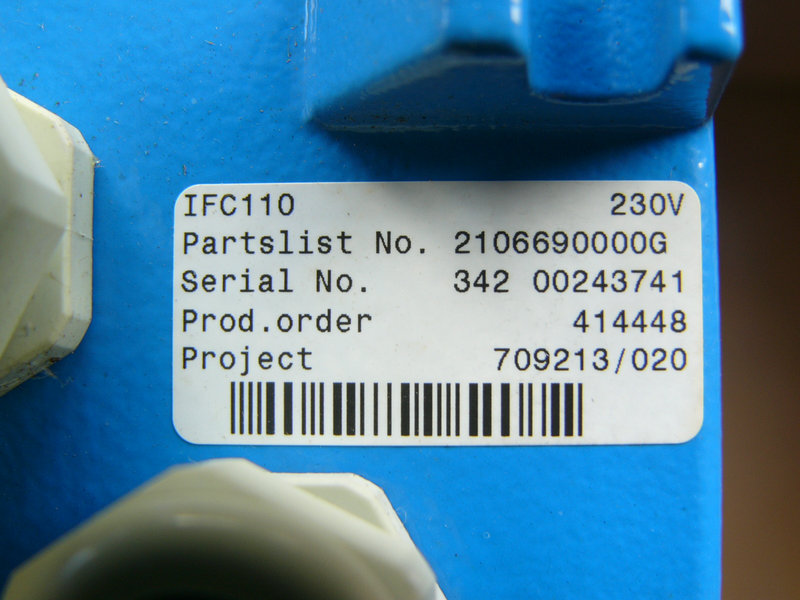 IFC110 230V
Partslist No. 2106690000G
Serial No. 342 00243741
Prod.order 414448
Project 709213/020